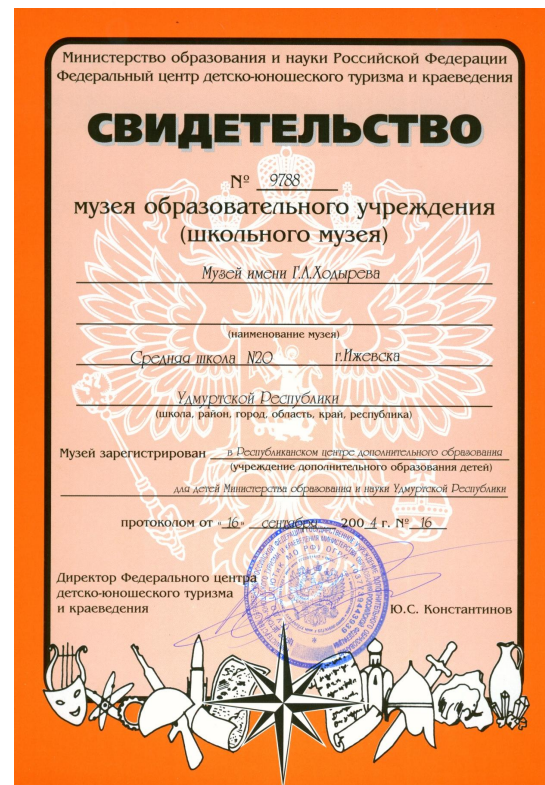 Министерство образования и науки Российской Федерации
Федеральный центр детско-юношеского туризма и краеведения
СВИДЕТЕЛЬСТВО
№ 9788
музея образовательного учреждения
(школьного музея)
Музей имени Г.Л.Ходырева
(наименование музея)
Средняя школа N20 г.Ижевска
Удмуртской Республики
(школа, район, город, область, край, республика)
Музей зарегистрирован в Республиканском центре дополнительного образования
(учреждение дополнительного образования детей)
для детей Министерства образования и науки Удмуртской Республики
протоколом от "16" сентября 2004 г. № 16
Директор Федерального центра
детско-юношеского туризма
и краеведения Ю.С. Константинов